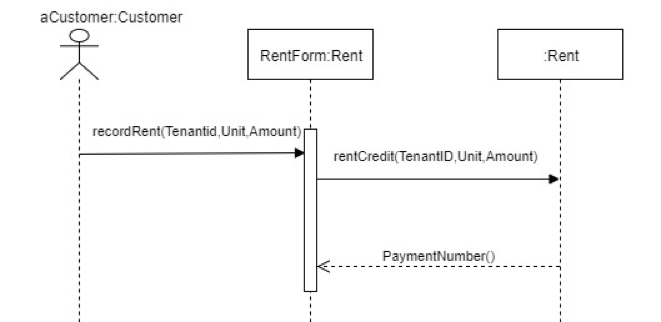 aCustomer:Customer
RentForm:Rent
:Rent
recordRent(Tenantid,Unit,Amount)
rentCredit(TenantID,Unit,Amount)
PaymentNumber()